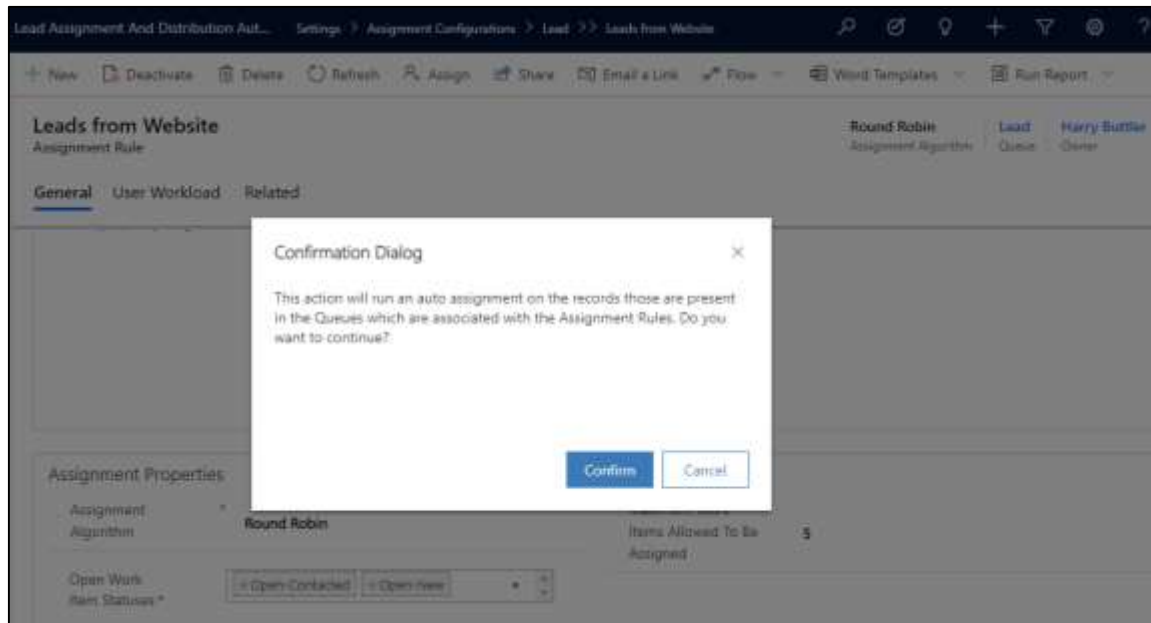 Lead Assignment And Distribution Aut... Settings > Assignment Configurations > Lead >> Leads from Website
+ New Deactivate Delete Refresh Assign Share Email a Link Flow Word Templates Run Report
Leads from Website
Assignment Rule
Round Robin
Assignment Algorithm
Lead
Queue
Harry Buttler
Owner
General User Workload Related
Confirmation Dialog
This action will run an auto assignment on the records those are present
in the Queues which are associated with the Assignment Rules. Do you
want to continue?
Confirm Cancel
Assignment Properties
Assignment *
Algorithm
Round Robin
Items Allowed To Be
Assigned
5
Open Work
Item Statuses *
× Open-Contacted × Open-New